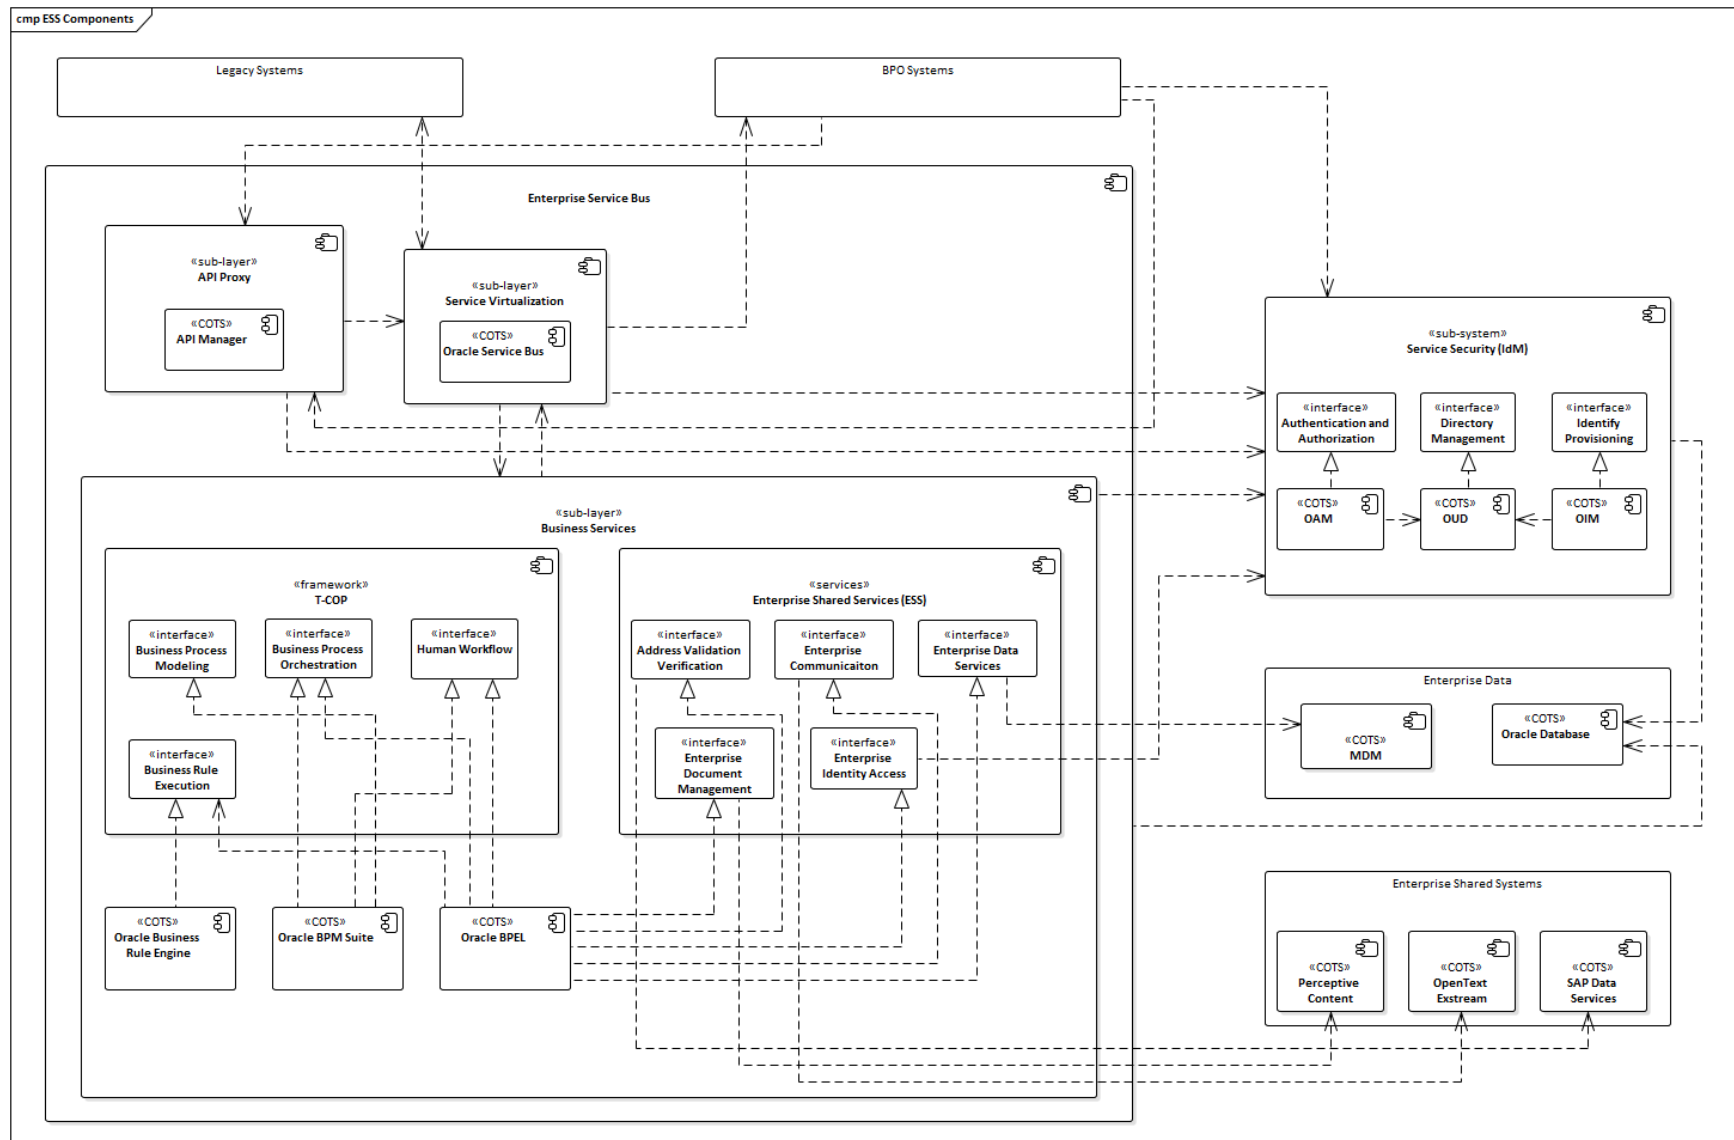 cmp ESS Components
Legacy Systems
BPO Systems
Enterprise Service Bus
«sub-layer»
API Proxy
«COTS»
API Manager
«sub-layer»
Service Virtualization
«COTS»
Oracle Service Bus
«sub-system»
Service Security (IdM)
«interface»
Authentication and
Authorization
«interface»
Directory
Management
«interface»
Identify
Provisioning
«COTS»
OAM
«COTS»
OUD
«COTS»
OIM
«sub-layer»
Business Services
«framework»
T-COP
«interface»
Business Process
Modeling
«interface»
Business Process
Orchestration
«interface»
Human Workflow
«interface»
Business Rule
Execution
«services»
Enterprise Shared Services (ESS)
«interface»
Address Validation
Verification
«interface»
Enterprise
Communicaiton
«interface»
Enterprise Data
Services
«interface»
Enterprise
Document
Management
«interface»
Enterprise
Identity Access
Enterprise Data
«COTS»
MDM
«COTS»
Oracle Database
«COTS»
Oracle Business
Rule Engine
«COTS»
Oracle BPM Suite
«COTS»
Oracle BPEL
Enterprise Shared Systems
«COTS»
Perceptive
Content
«COTS»
OpenText
Exstream
«COTS»
SAP Data
Services